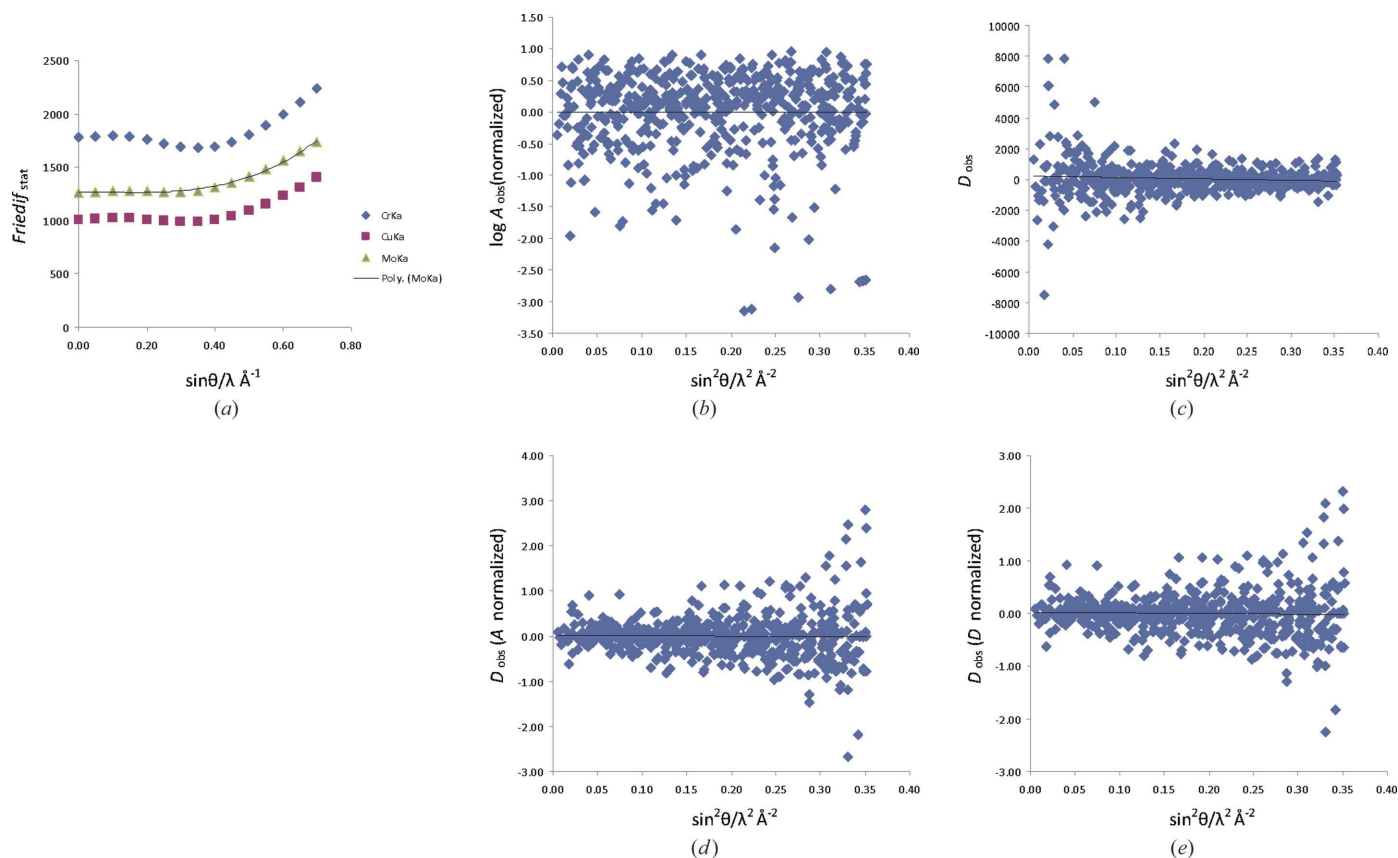 2500
2000
1500
1000
500
0
Friedif stat
0.00 0.20 0.40 0.60 0.80
sinθ/λ Å⁻¹
CrKa
CuKa
MoKa
Poly. (MoKa)
(a)
1.50
1.00
0.50
0.00
-0.50
-1.00
-1.50
-2.00
-2.50
-3.00
-3.50
log A obs(normalized)
0.00 0.05 0.10 0.15 0.20 0.25 0.30 0.35 0.40
sin²θ/λ² Å⁻²
(b)
10000
8000
6000
4000
2000
0
-2000
-4000
-6000
-8000
-10000
D obs
0.00 0.05 0.10 0.15 0.20 0.25 0.30 0.35 0.40
sin²θ/λ² Å⁻²
(c)
4.00
3.00
2.00
1.00
0.00
-1.00
-2.00
-3.00
D obs (A normalized)
0.00 0.05 0.10 0.15 0.20 0.25 0.30 0.35 0.40
sin²θ/λ² Å⁻²
(d)
3.00
2.00
1.00
0.00
-1.00
-2.00
-3.00
D obs (D normalized)
0.00 0.05 0.10 0.15 0.20 0.25 0.30 0.35 0.40
sin²θ/λ² Å⁻²
(e)